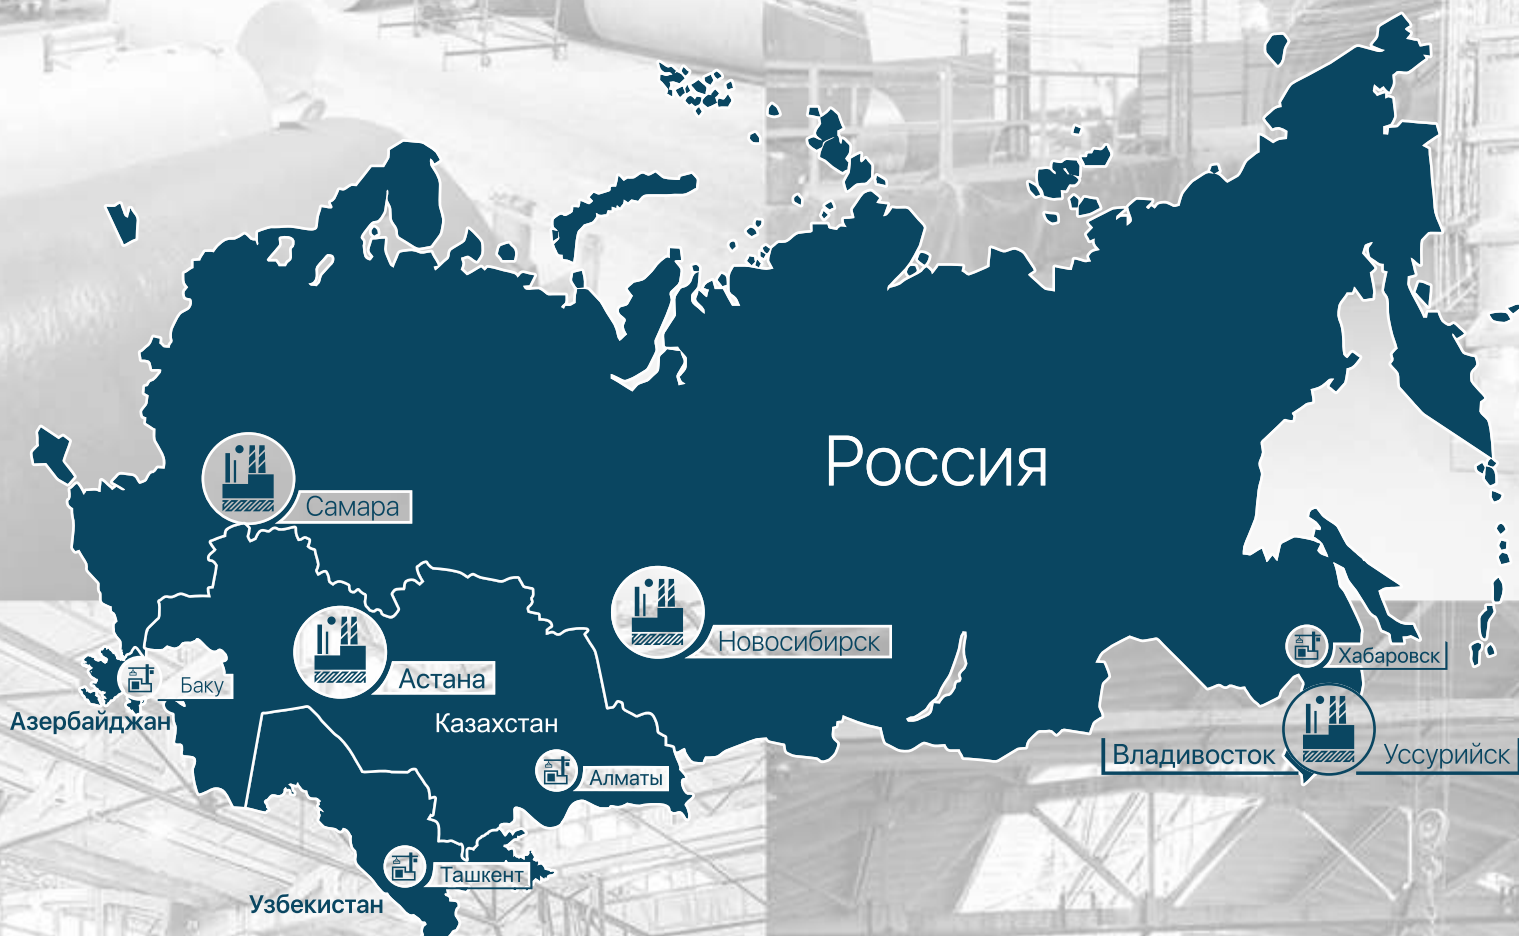 Россия
Самара
Новосибирск
Астана
Хабаровск
Баку
Азербайджан
Казахстан
Владивосток
Уссурийск
Алматы
Ташкент
Узбекистан